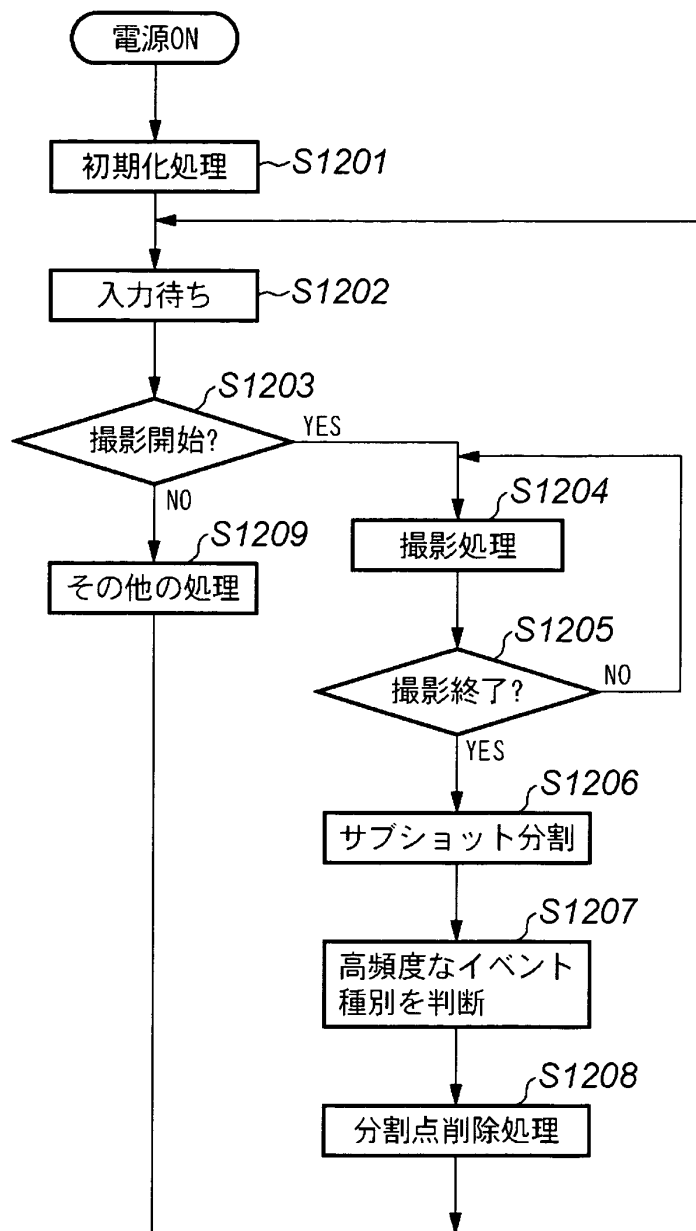 電源ON
初期化処理
S1201
入力待ち
S1202
S1203
撮影開始?
YES
NO
S1204
撮影処理
S1209
その他の処理
S1205
撮影終了?
NO
YES
S1206
サブショット分割
S1207
高頻度なイベント
種別を判断
S1208
分割点削除処理